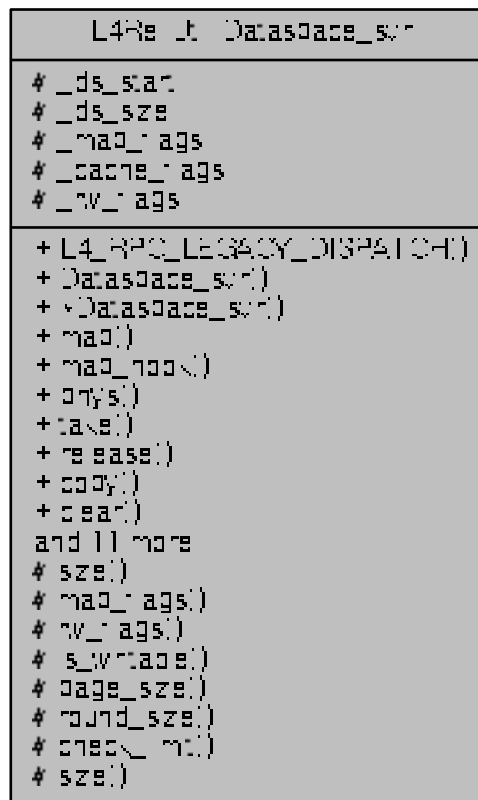 L4Re::Util::Dataspace_svr
# _ds_start
# _ds_size
# _map_flags
# _cache_flags
# _rw_flags
+ L4_RPC_LEGACY_DISPATCH()
+ Dataspace_svr()
+ ~Dataspace_svr()
+ map()
+ map_hook()
+ phys()
+ take()
+ release()
+ copy()
+ clear()
and 11 more...
# size()
# map_flags()
# rw_flags()
# is_writable()
# page_size()
# round_size()
# check_limit()
# size()